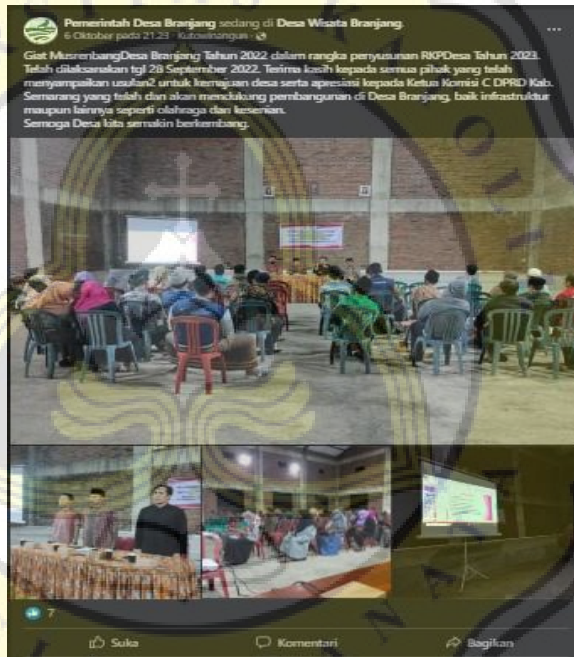 Pemerintah Desa Branjang sedang di Desa Wisata Branjang.
6 Oktober pada 21.23 · Kutowinangun ·
Giat MusrenbangDesa Branjang Tahun 2022 dalam rangka penyusunan RKPDesa Tahun 2023.
Telah dilaksanakan tgl 28 September 2022. Terima kasih kepada semua pihak yang telah
menyampaikan usulan2 untuk kemajuan desa serta apresiasi kepada Ketua Komisi C DPRD Kab.
Semarang yang telah dan akan mendukung pembangunan di Desa Branjang, baik infrastruktur
maupun lainnya seperti olahraga dan kesenian.
Semoga Desa kita semakin berkembang.
7
Suka
Komentari
Bagikan